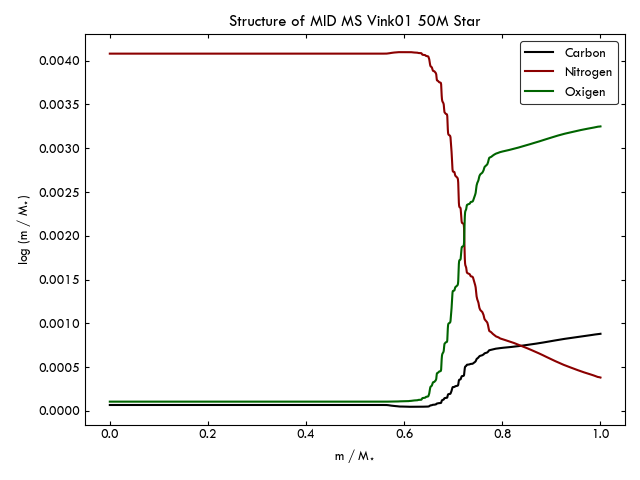 Structure of MID MS Vink01 50M Star
Carbon
Nitrogen
Oxigen
log (m / M.)
0.0040
0.0035
0.0030
0.0025
0.0020
0.0015
0.0010
0.0005
0.0000
0.0 0.2 0.4 0.6 0.8 1.0
m / M.